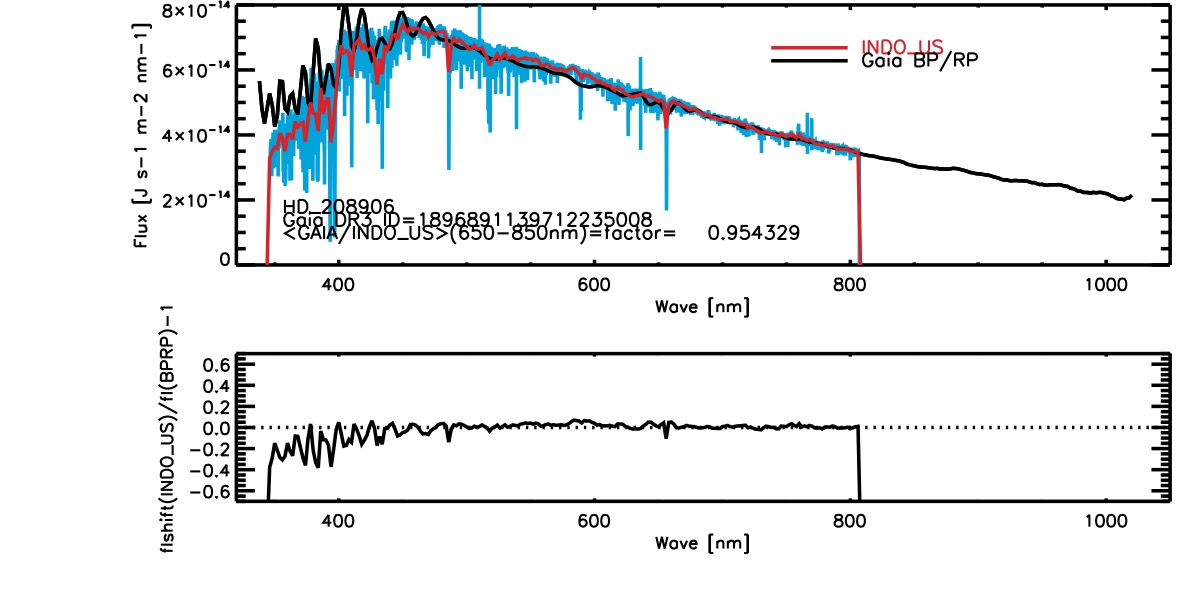 8×10−14
6×10−14
4×10−14
2×10−14
0
Flux [J s−1 m−2 nm−1]
INDO_US
Gaia BP/RP
HD_208906
Gaia DR3 ID=1896891139712235008
<GAIA/INDO_US>(650−850nm)=factor= 0.954329
400 600 800 1000
Wave [nm]
flshift(INDO_US)/fl(BPRP)−1
0.6
0.4
0.2
0.0
−0.2
−0.4
−0.6
400 600 800 1000
Wave [nm]